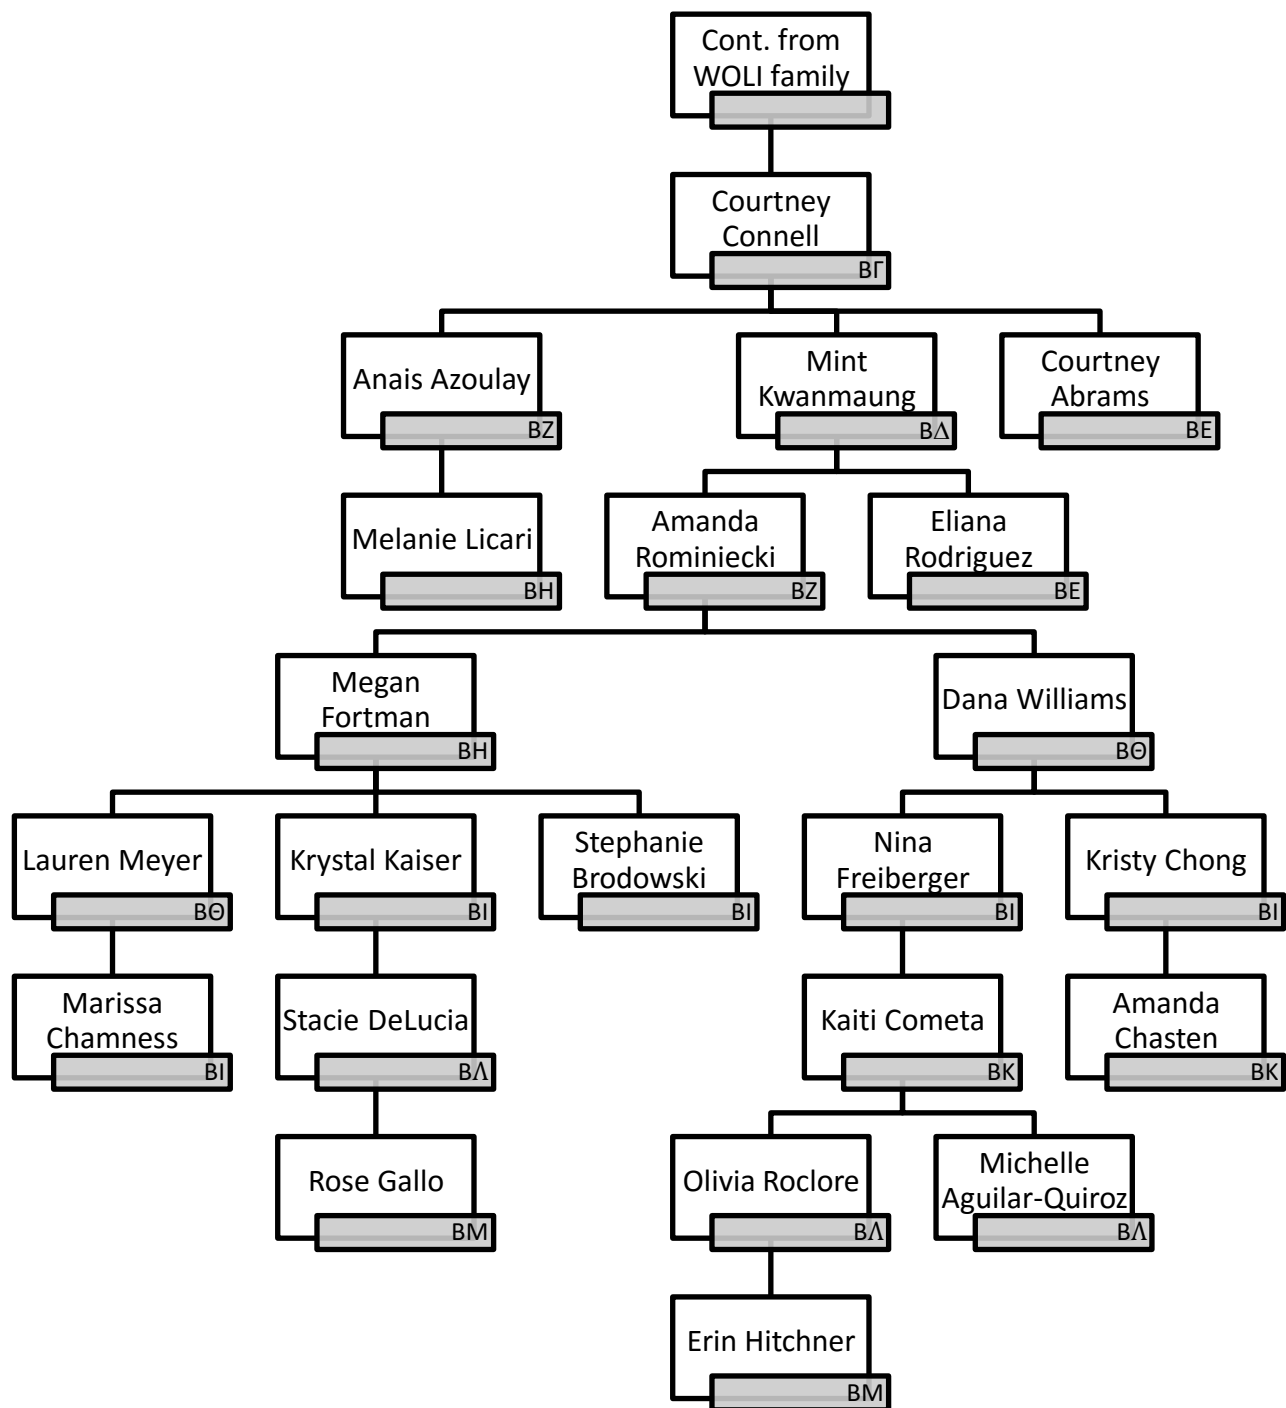 Cont. from
WOLI family
Courtney
Connell
ΒΓ
Anais Azoulay
ΒΖ
Mint
Kwanmaung
ΒΔ
Courtney
Abrams
ΒΕ
Melanie Licari
ΒΗ
Amanda
Rominiecki
ΒΖ
Eliana
Rodriguez
ΒΕ
Megan
Fortman
ΒΗ
Dana Williams
ΒΘ
Lauren Meyer
ΒΘ
Krystal Kaiser
ΒΙ
Stephanie
Brodowski
ΒΙ
Nina
Freiberger
ΒΙ
Kristy Chong
ΒΙ
Marissa
Chamness
ΒΙ
Stacie DeLucia
ΒΛ
Kaiti Cometa
ΒΚ
Amanda
Chasten
ΒΚ
Rose Gallo
ΒΜ
Olivia Roclore
ΒΛ
Michelle
Aguilar-Quiroz
ΒΛ
Erin Hitchner
ΒΜ